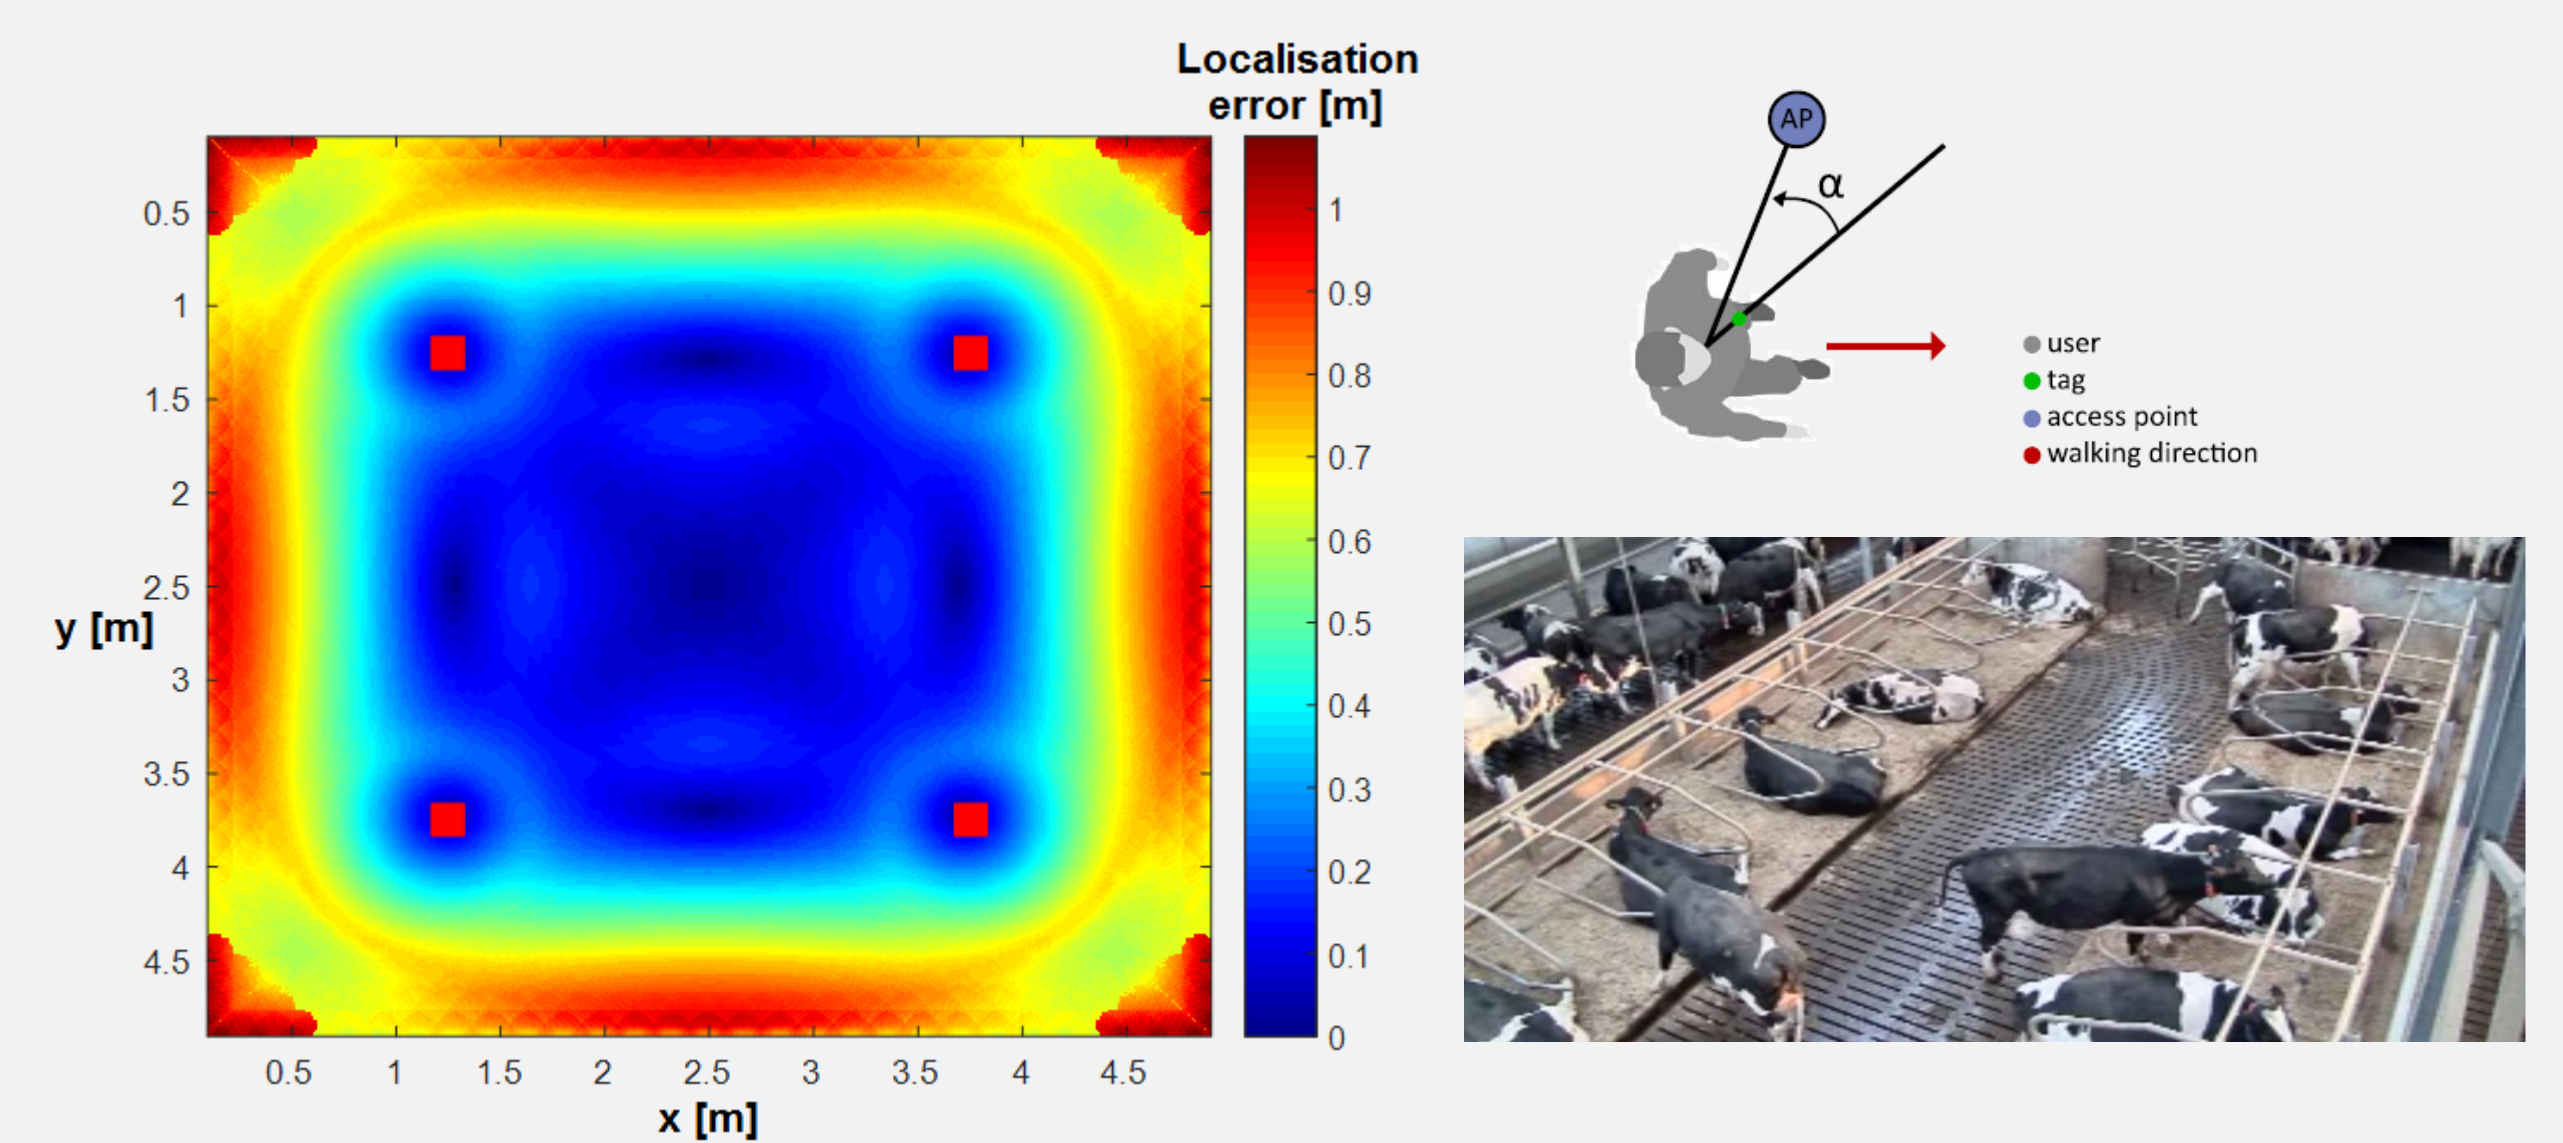 Localisation
error [m]
0.5
1
1.5
2
2.5
3
3.5
4
4.5
y [m]
0.5
1
1.5
2
2.5
3
3.5
4
4.5
x [m]
1
0.9
0.8
0.7
0.6
0.5
0.4
0.3
0.2
0.1
0
AP
α
user
tag
access point
walking direction